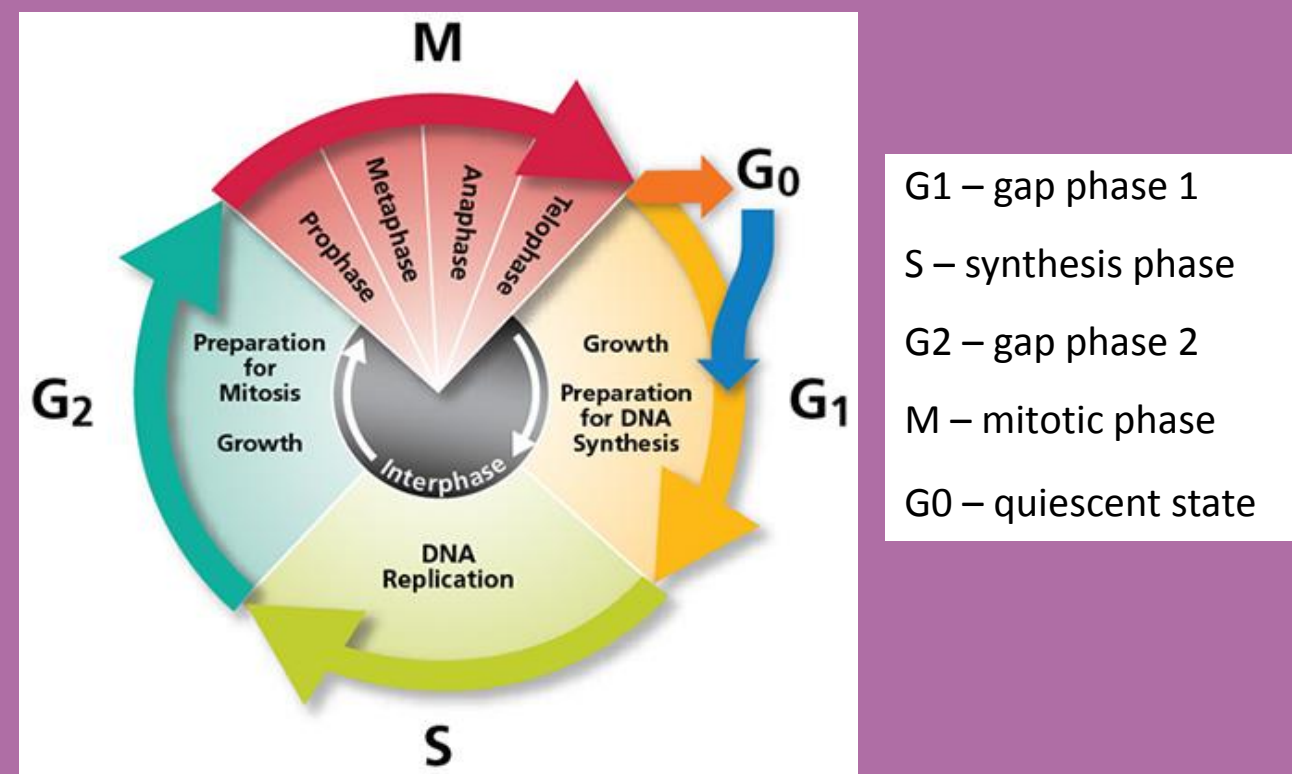 M
Prophase
Metaphase
Anaphase
Telophase
G₀
Growth
Preparation
for DNA
Synthesis
G₁
DNA
Replication
S
Preparation
for
Mitosis
Growth
G₂
Interphase
G1 – gap phase 1
S – synthesis phase
G2 – gap phase 2
M – mitotic phase
G0 – quiescent state